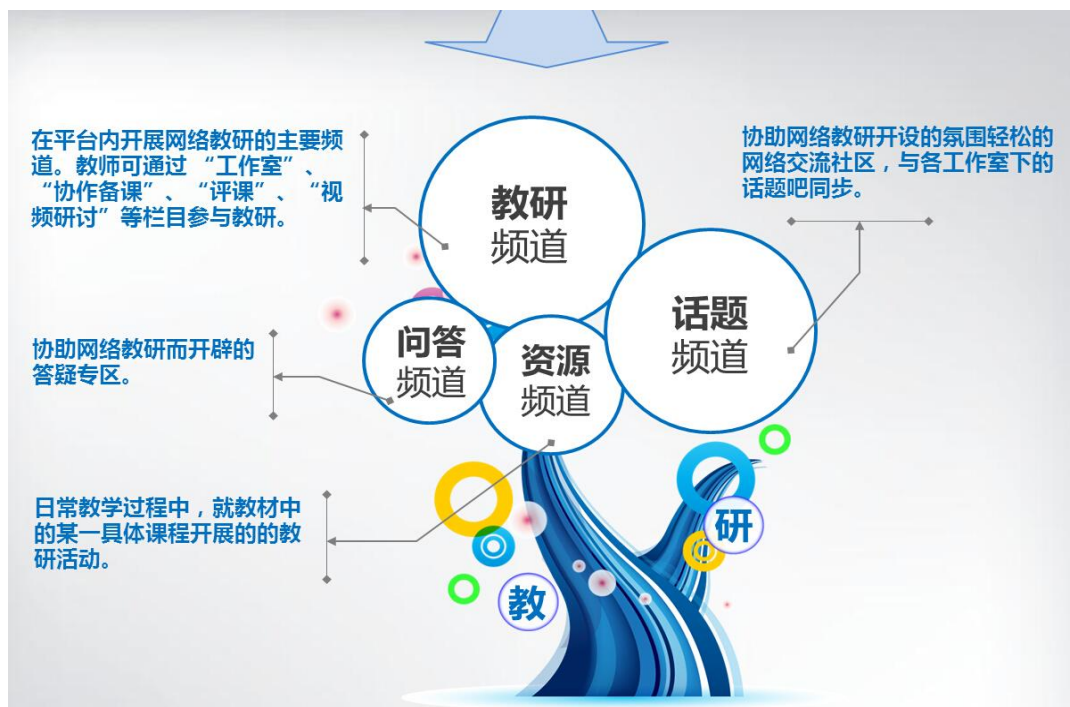 在平台内开展网络教研的主要频
道。教师可通过 “工作室”、
“协作备课”、“评课”、“视
频研讨”等栏目参与教研。
协助网络教研开设的氛围轻松的
网络交流社区，与各工作室下的
话题吧同步。
教研
频道
话题
频道
问答
频道
资源
频道
协助网络教研而开辟的
答疑专区。
日常教学过程中，就教材中
的某一具体课程开展的的教
研活动。
研
教